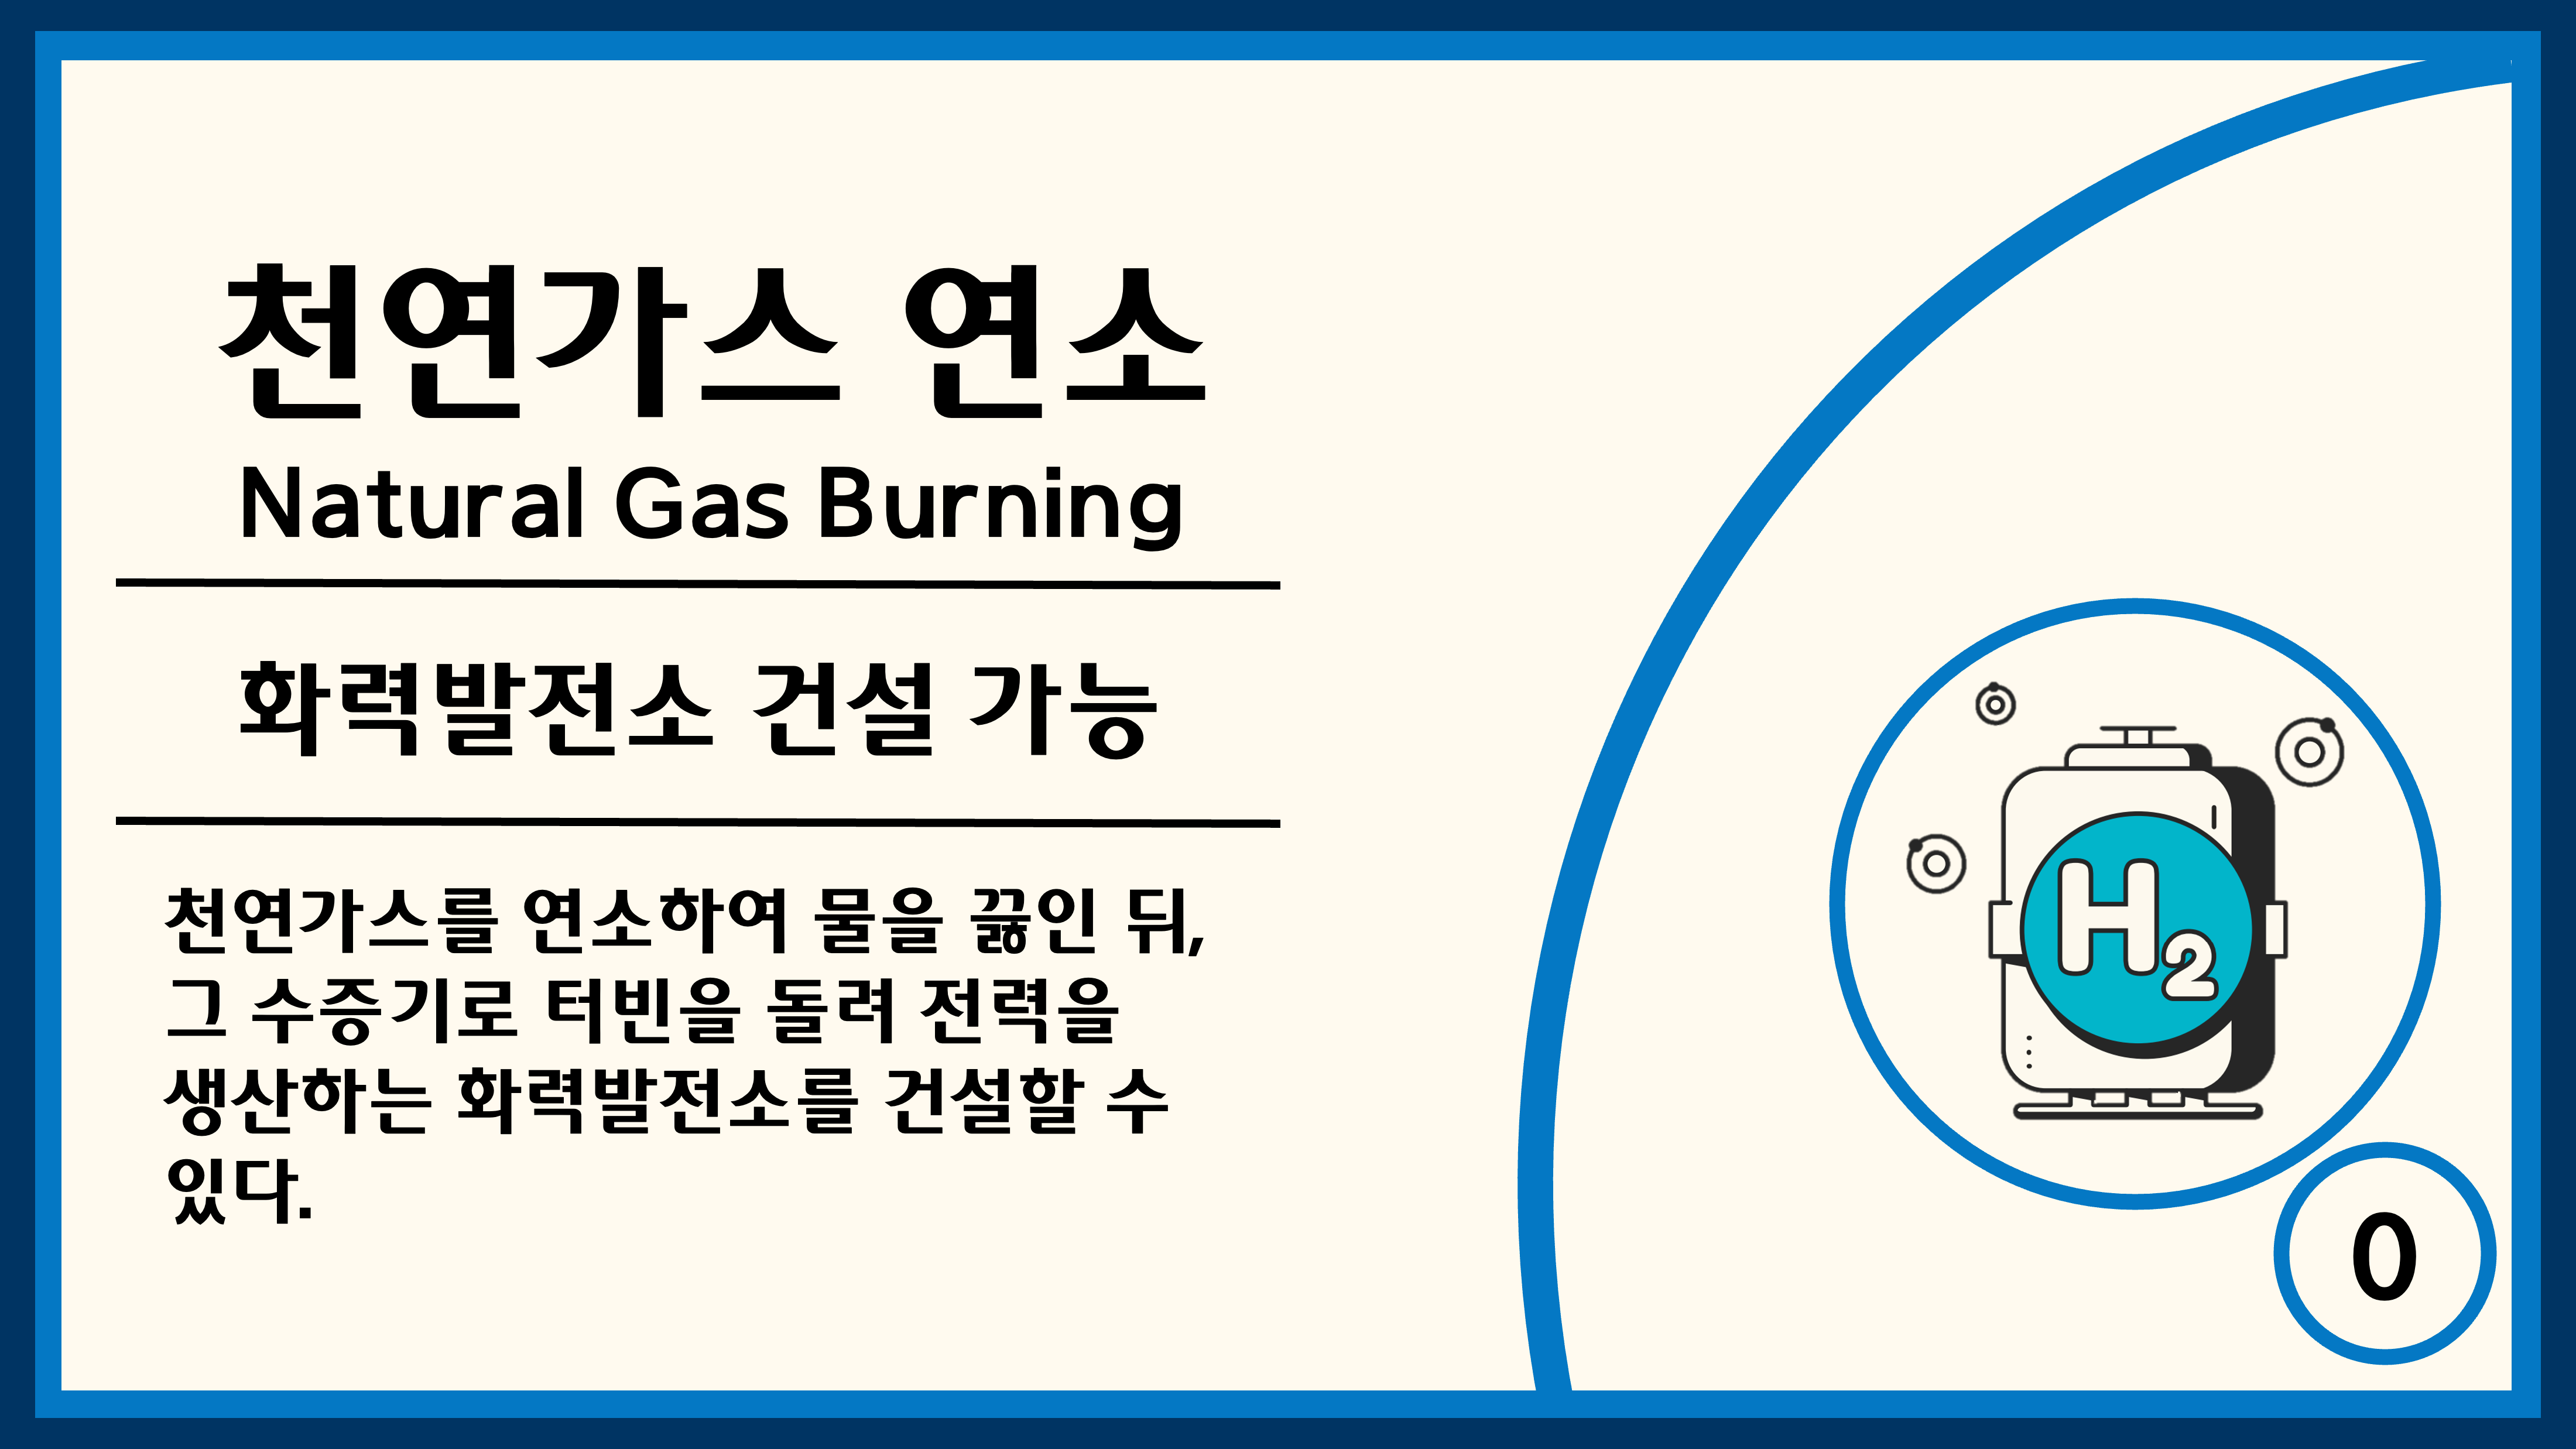 천연가스 연소
Natural Gas Burning
화력발전소 건설 가능
천연가스를 연소하여 물을 끓인 뒤,
그 수증기로 터빈을 돌려 전력을
생산하는 화력발전소를 건설할 수
있다.
H₂
0